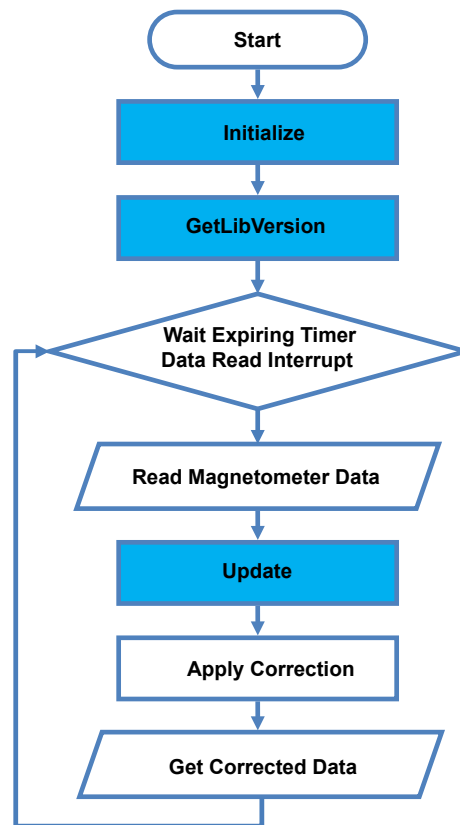 Start
Initialize
GetLibVersion
Wait Expiring Timer
Data Read Interrupt
Read Magnetometer Data
Update
Apply Correction
Get Corrected Data